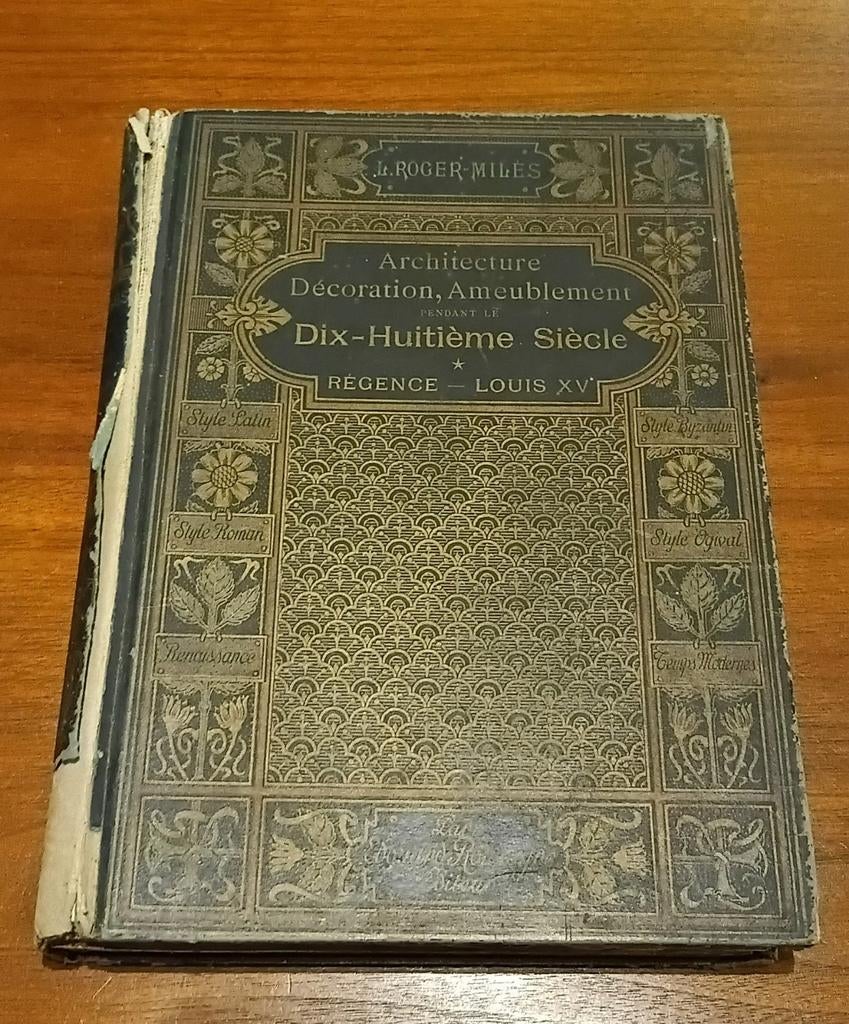 L. ROGER-MILÈS
Architecture
Décoration, Ameublement
PENDANT LE
Dix-Huitième Siècle
★
RÉGENCE — LOUIS XV
Style Latin
Style Byzantin
Style Roman
Style Ogival
Renaissance
Temps Modernes
Edouard